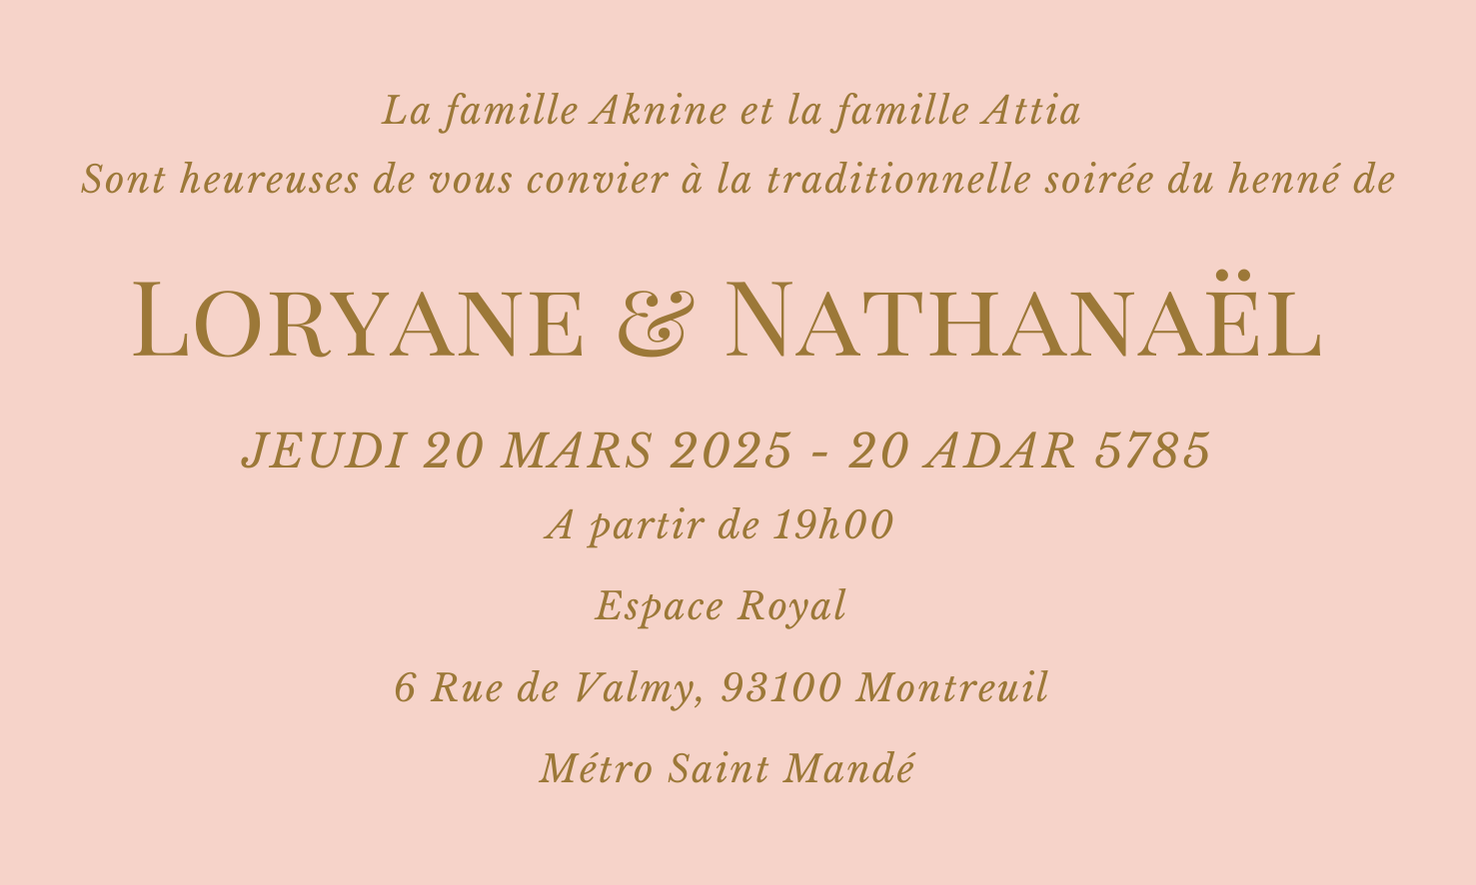 La famille Aknine et la famille Attia
Sont heureuses de vous convier à la traditionnelle soirée du henné de
LORYANE & NATHANAËL
JEUDI 20 MARS 2025 - 20 ADAR 5785
A partir de 19h00
Espace Royal
6 Rue de Valmy, 93100 Montreuil
Métro Saint Mandé